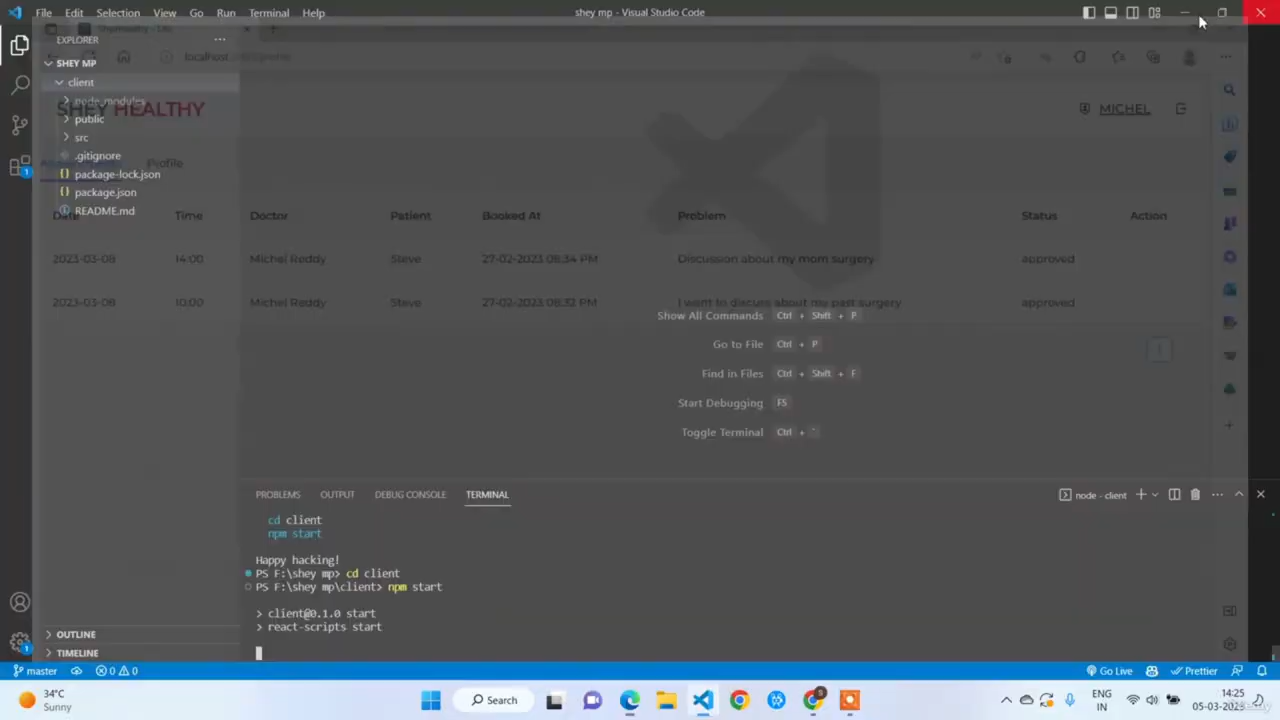 File Edit Selection View Go Run Terminal Help
shey mp - Visual Studio Code
EXPLORER
SHEY MP
client
node_modules
public
src
.gitignore
package-lock.json
package.json
README.md
SHEY HEALTHY
MICHEL
Profile
Date Time Doctor Patient Booked At Problem Status Action
2023-03-08 14:00 Michel Reddy Steve 27-02-2023 08:34 PM Discussion about my mom surgery approved
2023-03-08 10:00 Michel Reddy Steve 27-02-2023 08:32 PM I want to discuss about my past surgery approved
Show All Commands Ctrl + Shift + P
Go to File Ctrl + P
Find in Files Ctrl + Shift + F
Start Debugging F5
Toggle Terminal Ctrl + `
PROBLEMS OUTPUT DEBUG CONSOLE TERMINAL
node - client
cd client
npm start
Happy hacking!
PS F:\shey mp> cd client
PS F:\shey mp\client> npm start
> client@0.1.0 start
> react-scripts start
OUTLINE
TIMELINE
master 0 0
Go Live Prettier
34°C
Sunny
Search
9
ENG
IN
14:25
05-03-2023